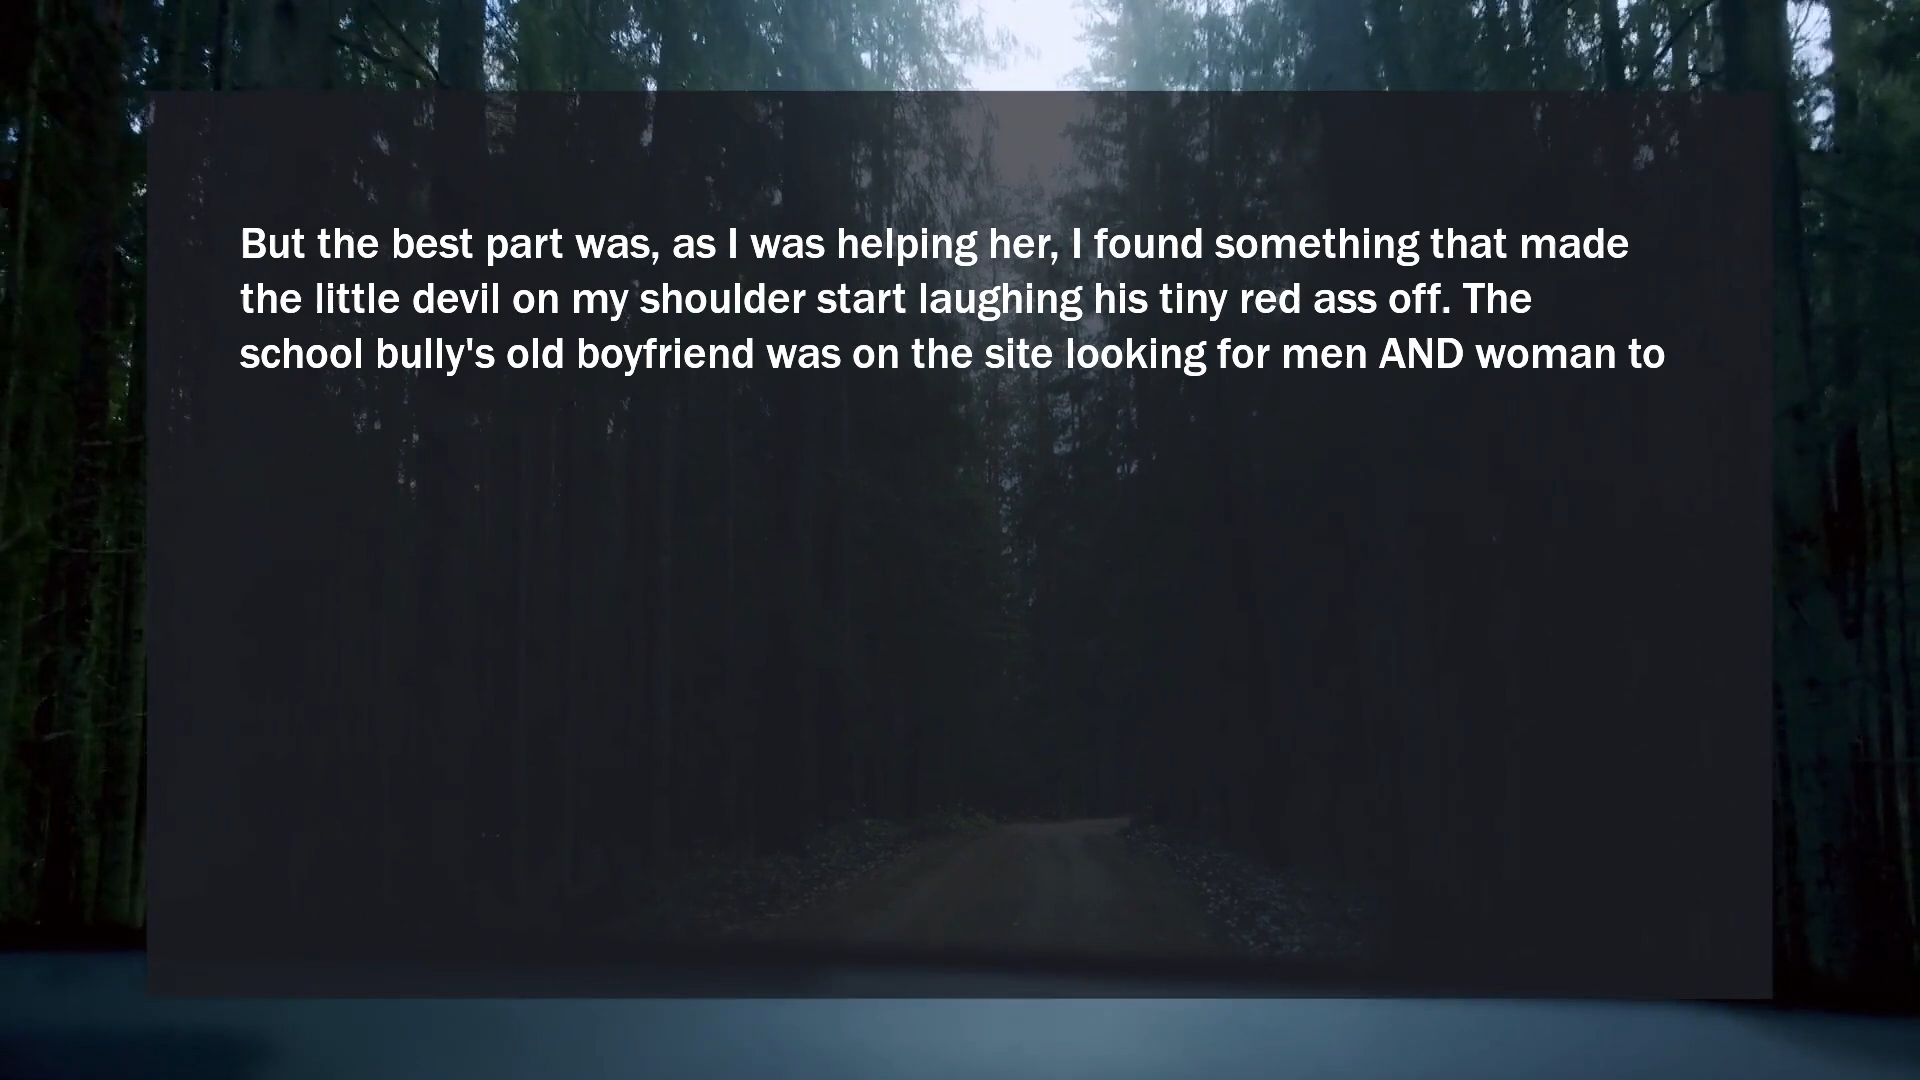 But the best part was, as I was helping her, I found something that made
the little devil on my shoulder start laughing his tiny red ass off. The
school bully's old boyfriend was on the site looking for men AND woman to